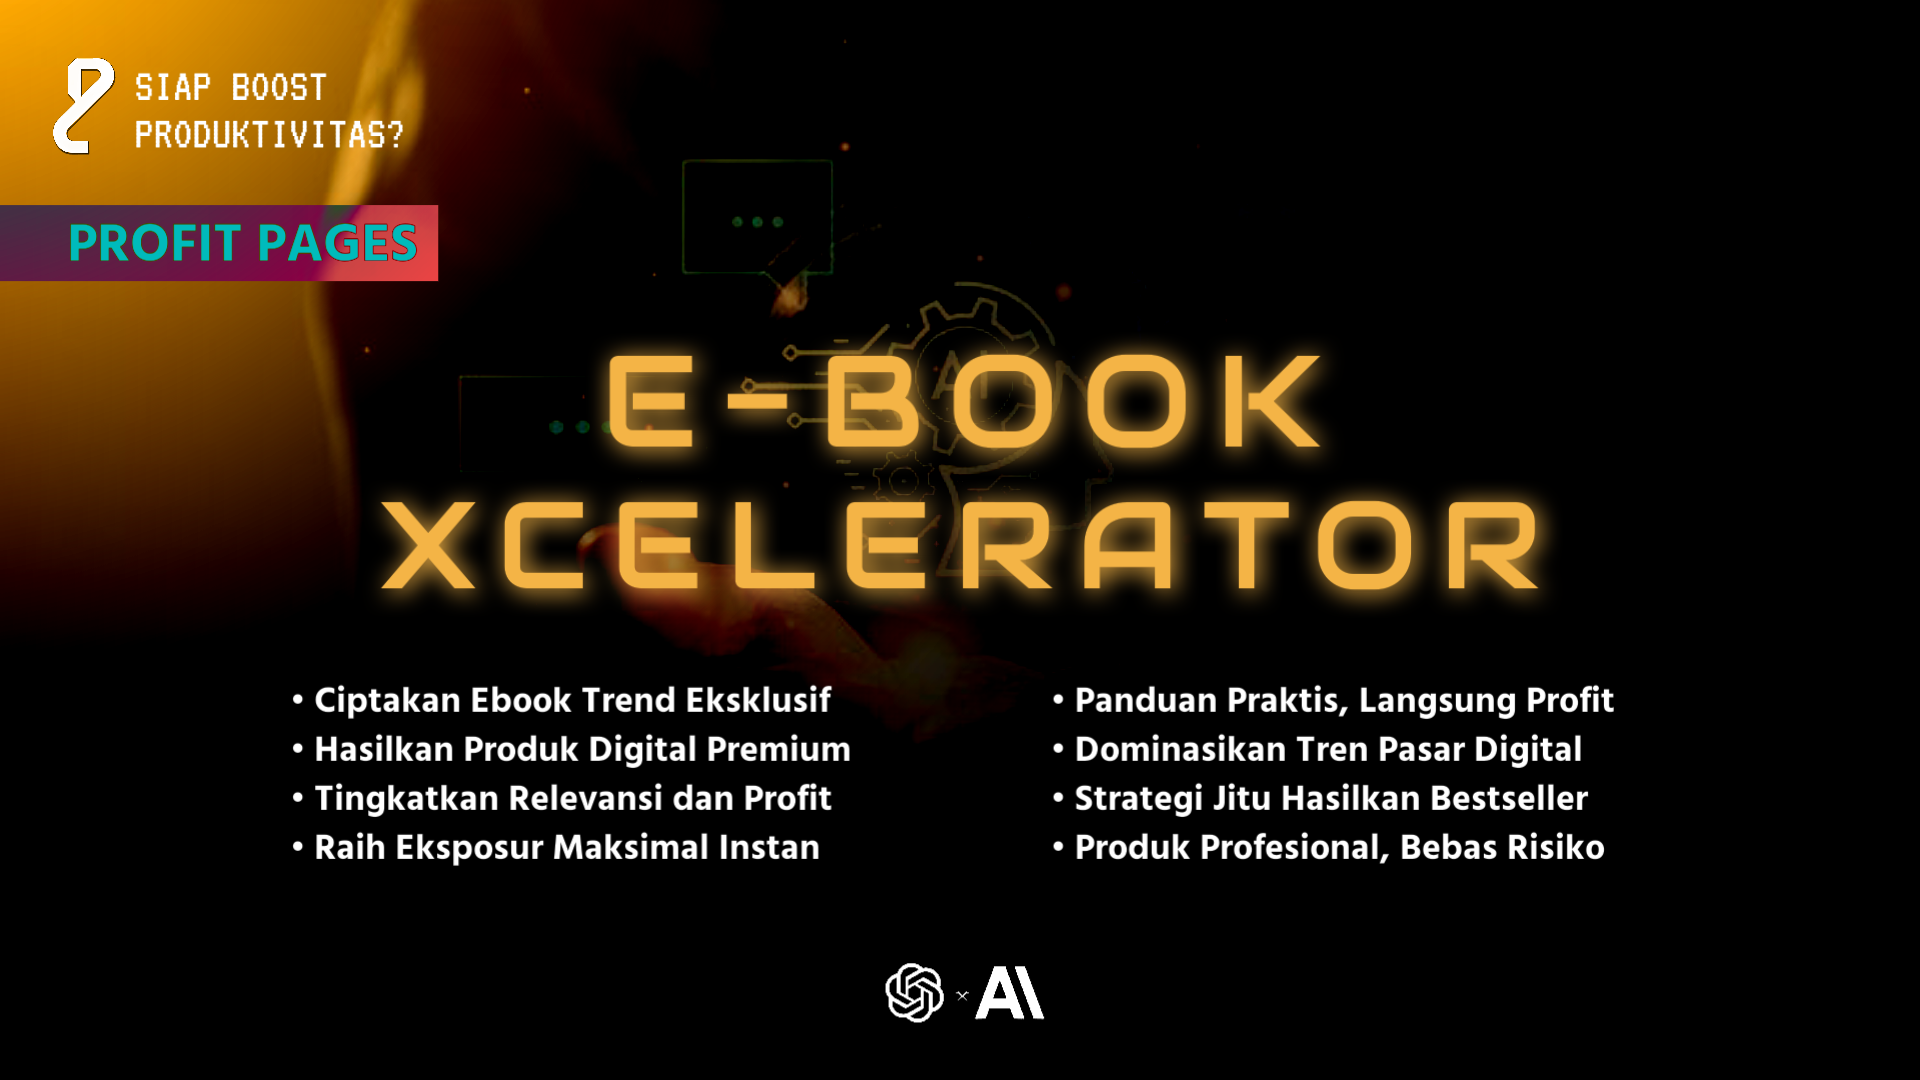 SIAP BOOST
PRODUKTIVITAS?
PROFIT PAGES
E-BOOK
XCELERATOR
• Ciptakan Ebook Trend Eksklusif
• Hasilkan Produk Digital Premium
• Tingkatkan Relevansi dan Profit
• Raih Eksposur Maksimal Instan
• Panduan Praktis, Langsung Profit
• Dominasikan Tren Pasar Digital
• Strategi Jitu Hasilkan Bestseller
• Produk Profesional, Bebas Risiko
AI